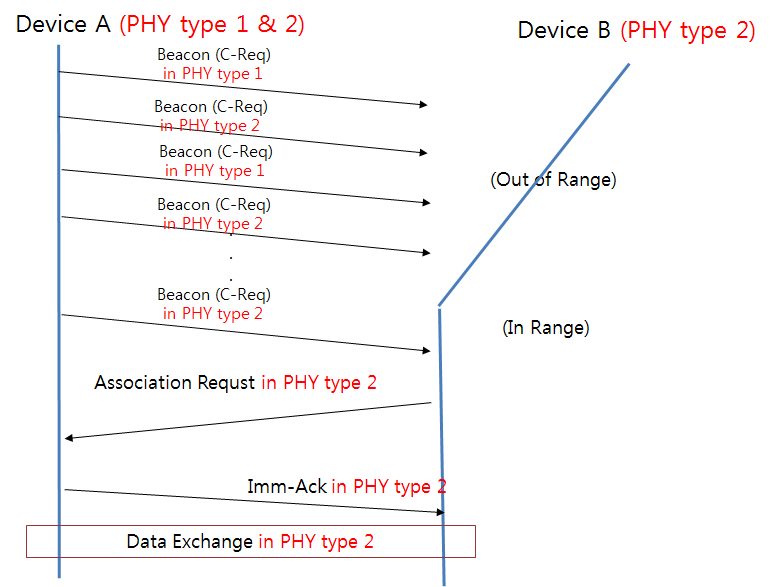 Device A (PHY type 1 & 2)
Device B (PHY type 2)
Beacon (C-Req)
in PHY type 1
Beacon (C-Req)
in PHY type 2
Beacon (C-Req)
in PHY type 1
(Out of Range)
Beacon (C-Req)
in PHY type 2
.
.
.
Beacon (C-Req)
in PHY type 2
(In Range)
Association Requst in PHY type 2
Imm-Ack in PHY type 2
Data Exchange in PHY type 2